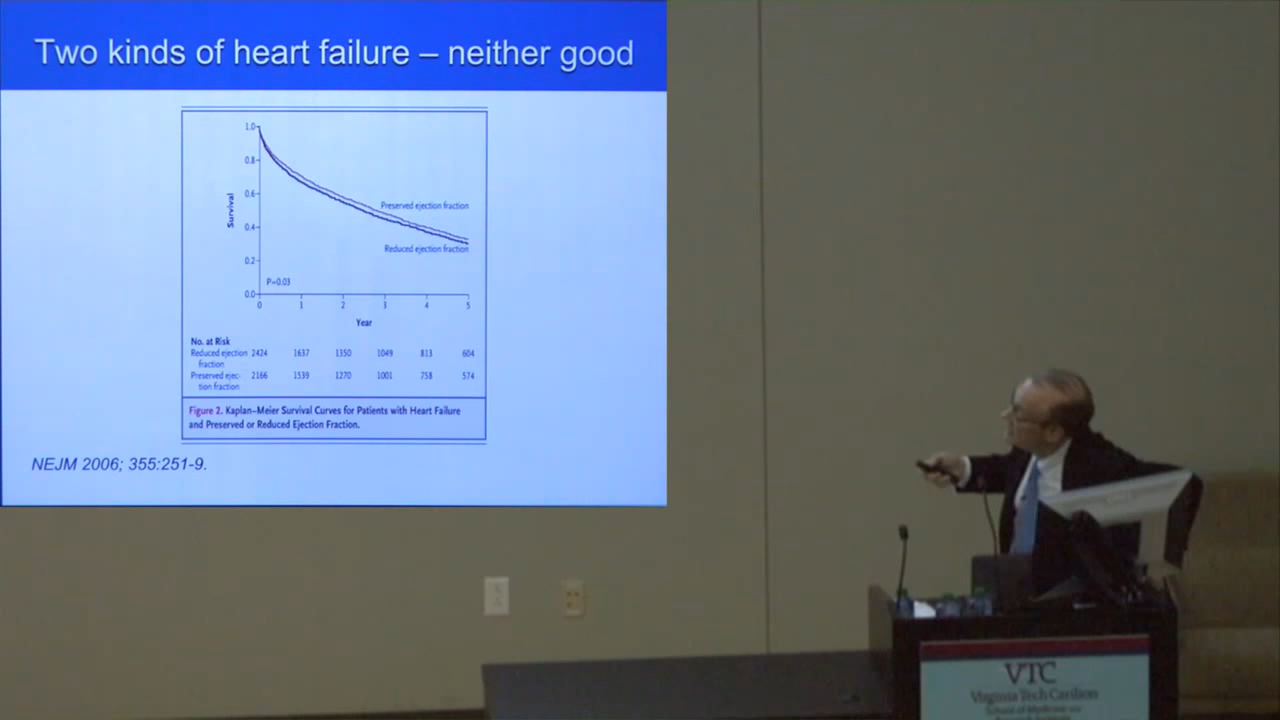 Two kinds of heart failure – neither good
1.0
0.8
0.6
0.4
0.2
0.0
Survival
Preserved ejection fraction
Reduced ejection fraction
P=0.03
0 1 2 3 4 5
Year
No. at Risk
Reduced ejection 2424 1637 1350 1049 813 604
fraction
Preserved ejec- 2166 1539 1270 1001 758 574
tion fraction
Figure 2. Kaplan–Meier Survival Curves for Patients with Heart Failure
and Preserved or Reduced Ejection Fraction.
NEJM 2006; 355:251-9.
VTC
Virginia Tech Carilion
School of Medicine and